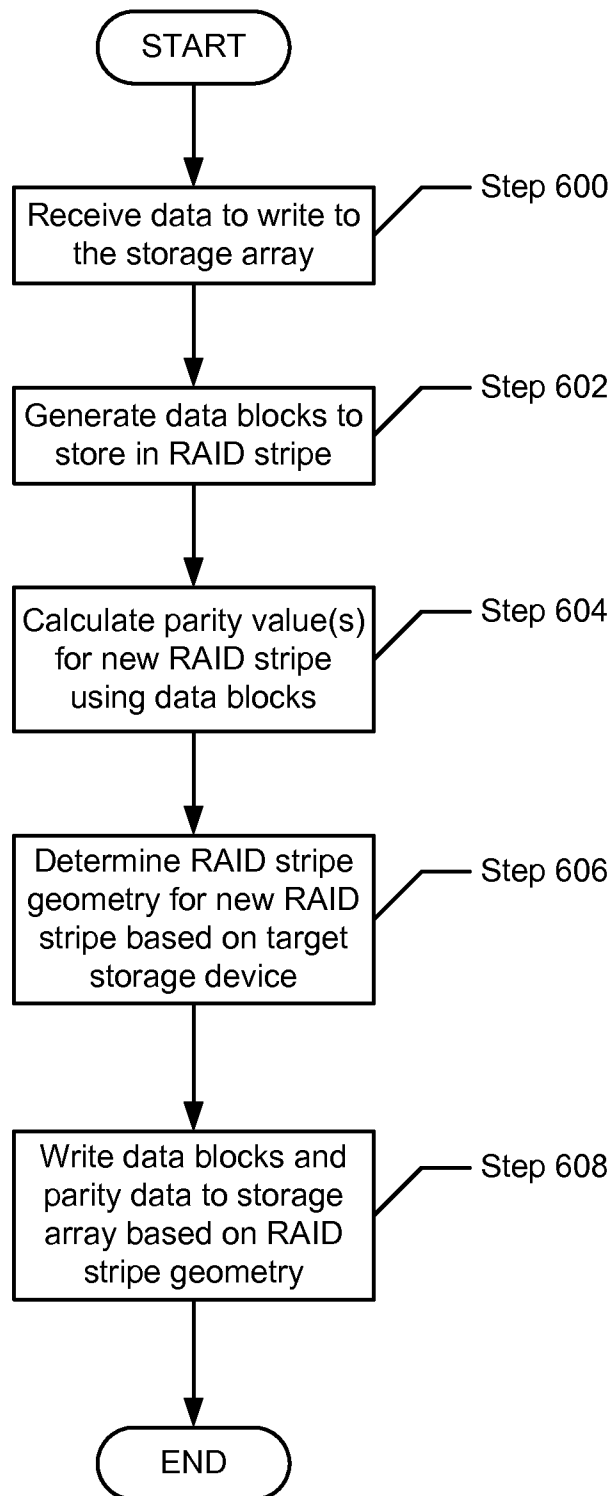 START
Step 600
Receive data to write to
the storage array
Step 602
Generate data blocks to
store in RAID stripe
Step 604
Calculate parity value(s)
for new RAID stripe
using data blocks
Step 606
Determine RAID stripe
geometry for new RAID
stripe based on target
storage device
Step 608
Write data blocks and
parity data to storage
array based on RAID
stripe geometry
END